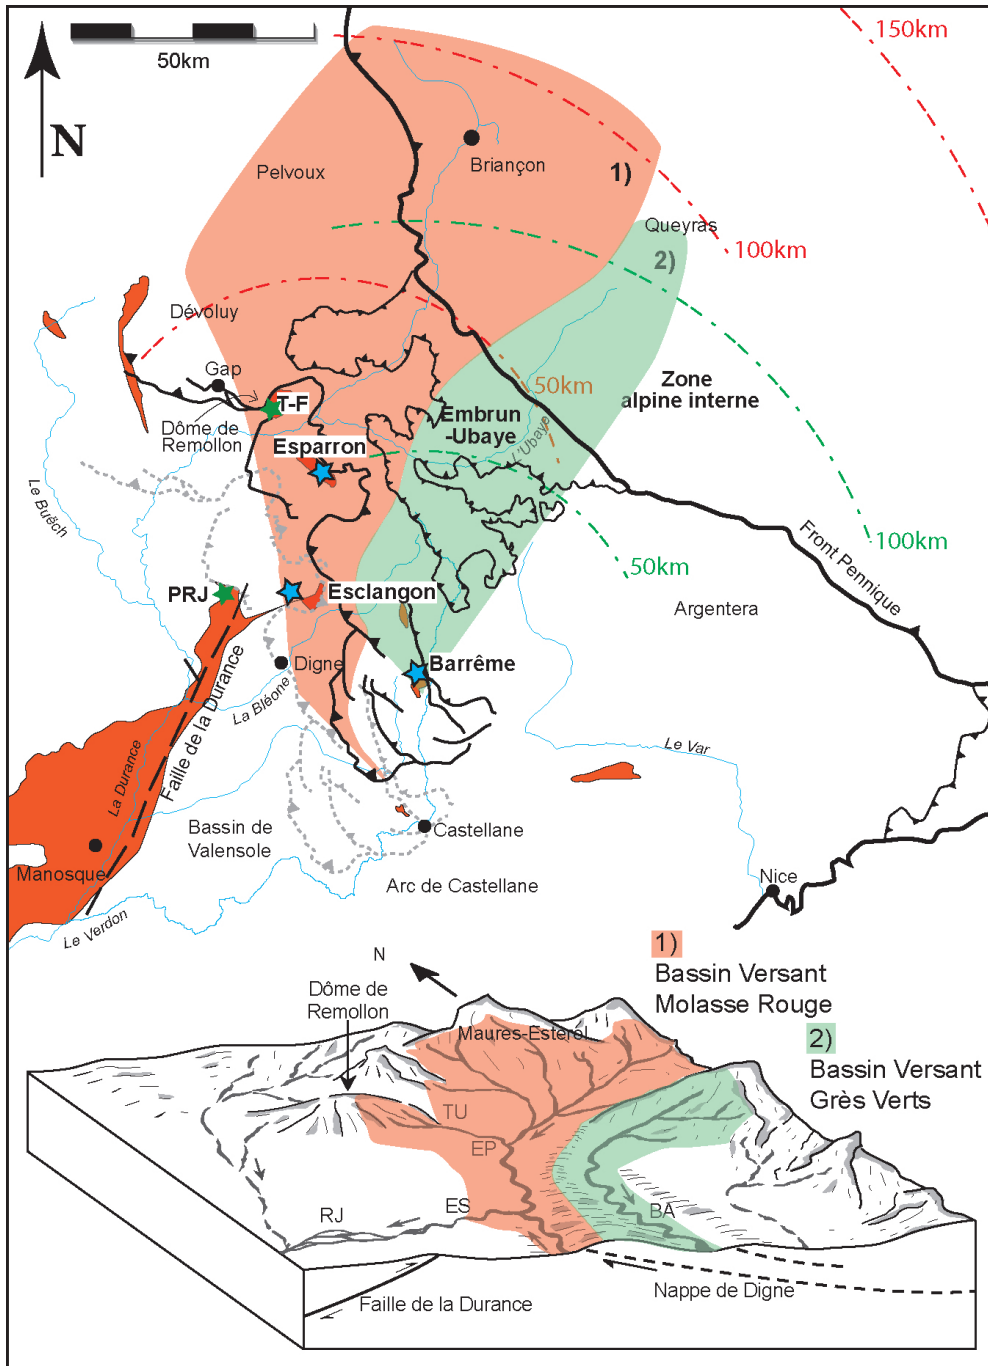 150km
50km
N
Briançon
Pelvoux
1)
Queyras
100km
2)
Dévoluy
Gap
50km
Zone
alpine interne
T-F
Dôme de
Remollon
Embrun
-Ubaye
L'Ubaye
Esparron
Le Buëch
100km
50km
Front Pennique
PRJ
Esclangon
Argentera
Digne
Barrême
La Bléone
Faille de la Durance
La Durance
Le Var
Bassin de
Valensole
Castellane
Manosque
Arc de Castellane
Nice
Le Verdon
1)
Bassin Versant
Molasse Rouge
N
Dôme de
Remollon
Maures-Esterel
2)
Bassin Versant
Grès Verts
TU
EP
ES
RJ
BA
Nappe de Digne
Faille de la Durance